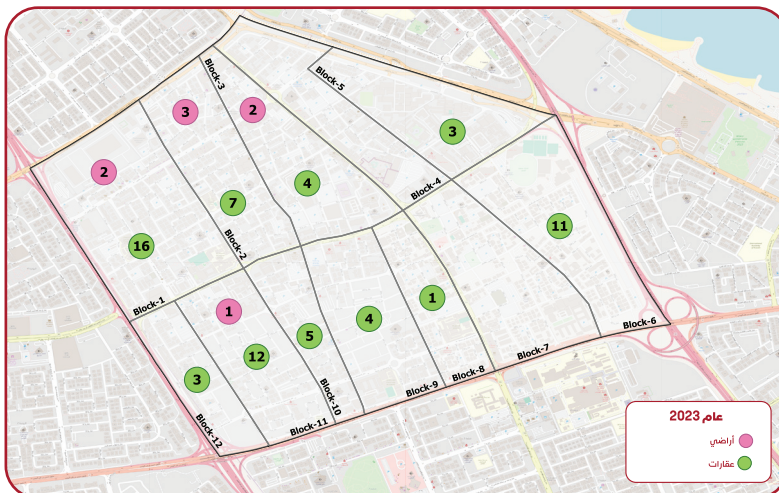 Block-3
Block-5
3
2
3
2
4
Block-4
7
11
16
Block-2
Block-1
1
1
4
5
12
Block-6
3
Block-7
Block-8
Block-9
Block-10
Block-11
Block-12
عام 2023
أراضي
عقارات